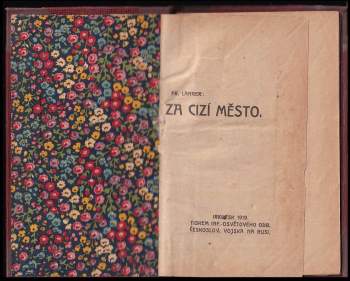 FR. LANGER:
ZA CIZÍ MĚSTO.
IRKUTSK 1919.
TISKEM INF. OSVĚTOVÉHO ODB.
ČESKOSLOV. VOJSKA NA RUSI.